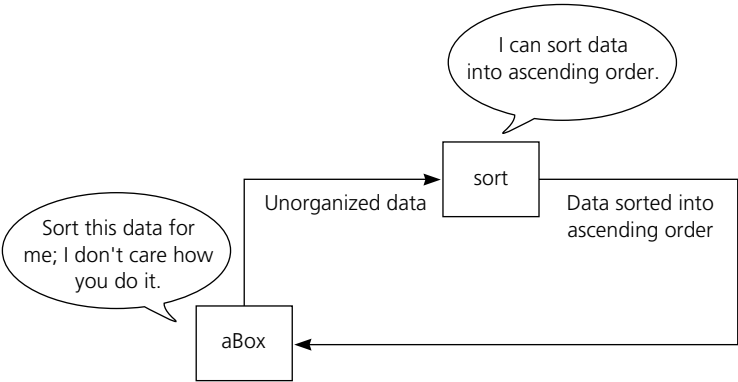 I can sort data
into ascending order.
sort
Unorganized data
Data sorted into
ascending order
Sort this data for
me; I don't care how
you do it.
aBox